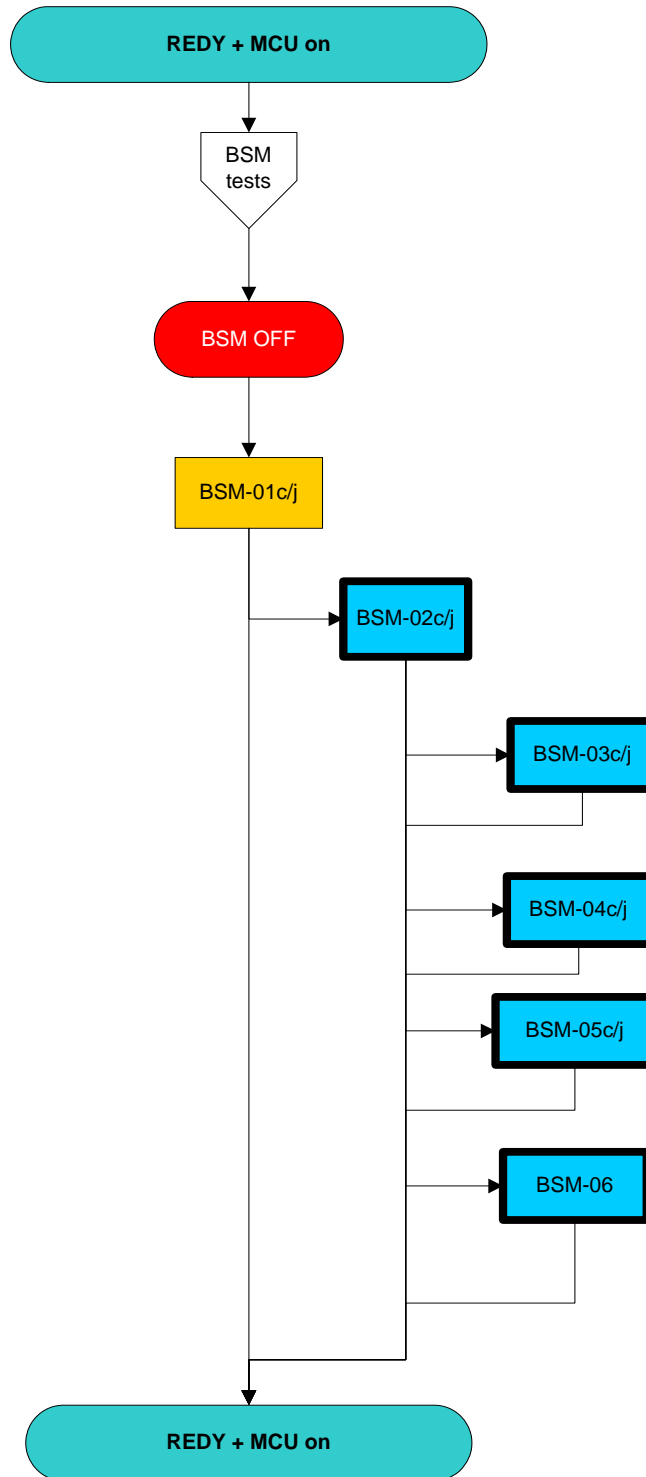 REDY + MCU on
BSM
tests
BSM OFF
BSM-01c/j
BSM-02c/j
BSM-03c/j
BSM-04c/j
BSM-05c/j
BSM-06
REDY + MCU on